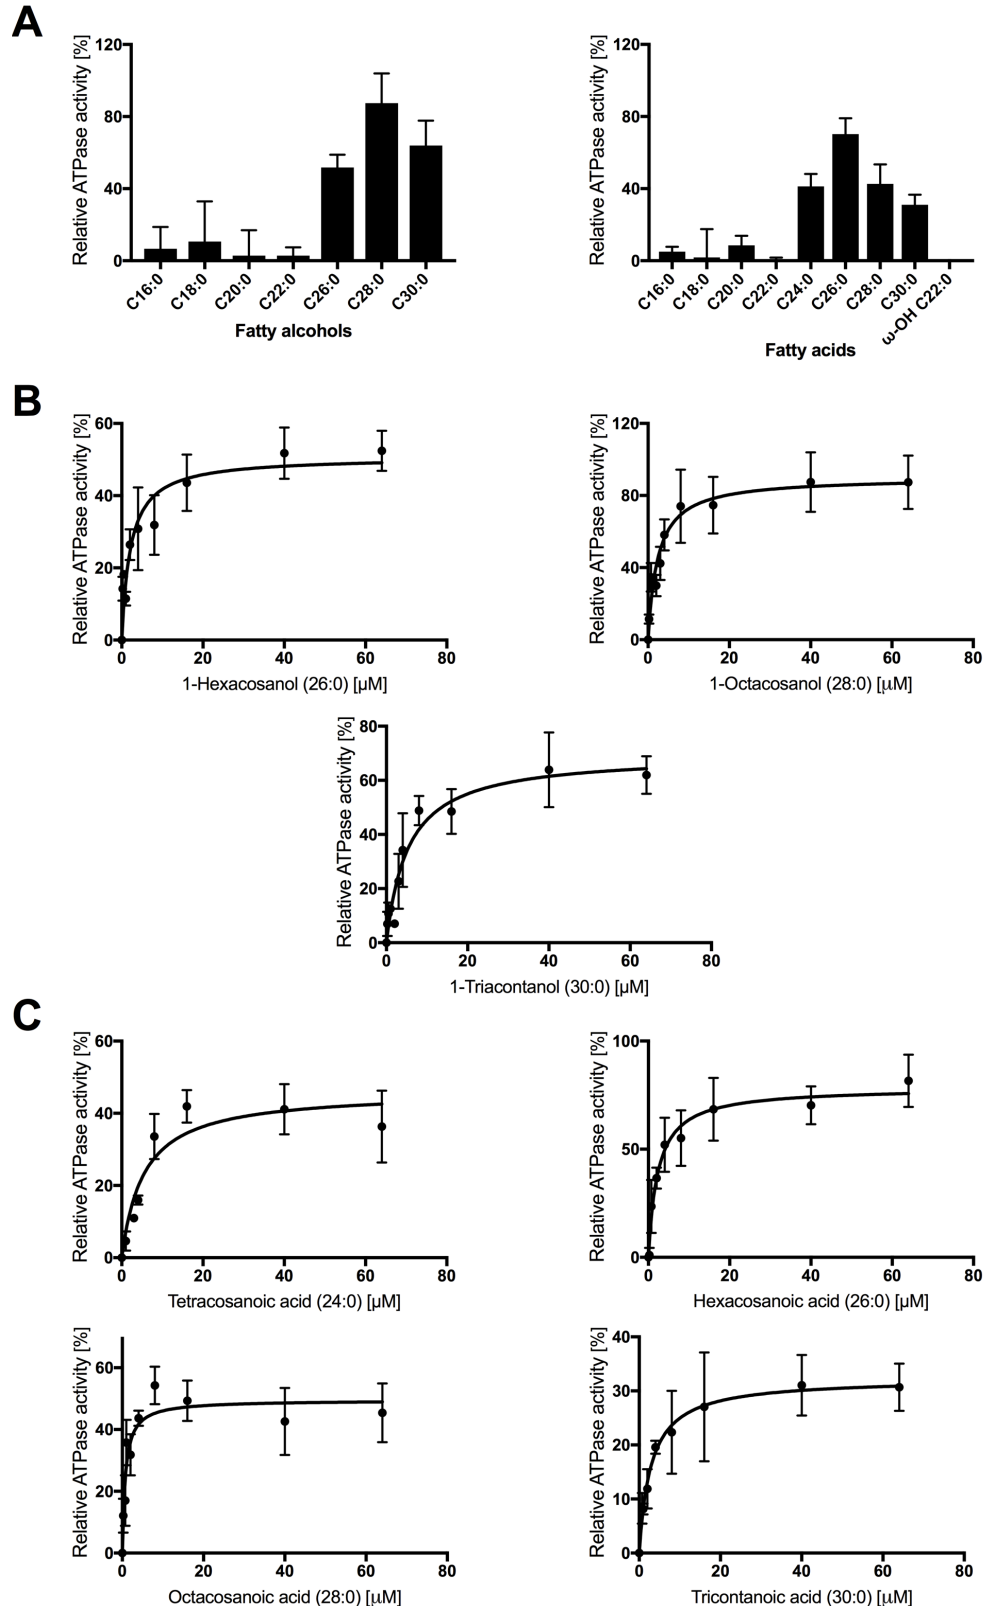 A
Relative ATPase activity [%]
120
80
40
0
C16:0
C18:0
C20:0
C22:0
C26:0
C28:0
C30:0
Fatty alcohols
Relative ATPase activity [%]
120
80
40
0
C16:0
C18:0
C20:0
C22:0
C24:0
C26:0
C28:0
C30:0
ω-OH C22:0
Fatty acids
B
Relative ATPase activity [%]
60
40
20
0
0 20 40 60 80
1-Hexacosanol (26:0) [µM]
Relative ATPase activity [%]
120
80
40
0
0 20 40 60 80
1-Octacosanol (28:0) [µM]
Relative ATPase activity [%]
80
60
40
20
0
0 20 40 60 80
1-Triacontanol (30:0) [µM]
C
Relative ATPase activity [%]
60
40
20
0
0 20 40 60 80
Tetracosanoic acid (24:0) [µM]
Relative ATPase activity [%]
100
50
0
0 20 40 60 80
Hexacosanoic acid (26:0) [µM]
Relative ATPase activity [%]
60
40
20
0
0 20 40 60 80
Octacosanoic acid (28:0) [µM]
Relative ATPase activity [%]
40
30
20
10
0
0 20 40 60 80
Tricontanoic acid (30:0) [µM]